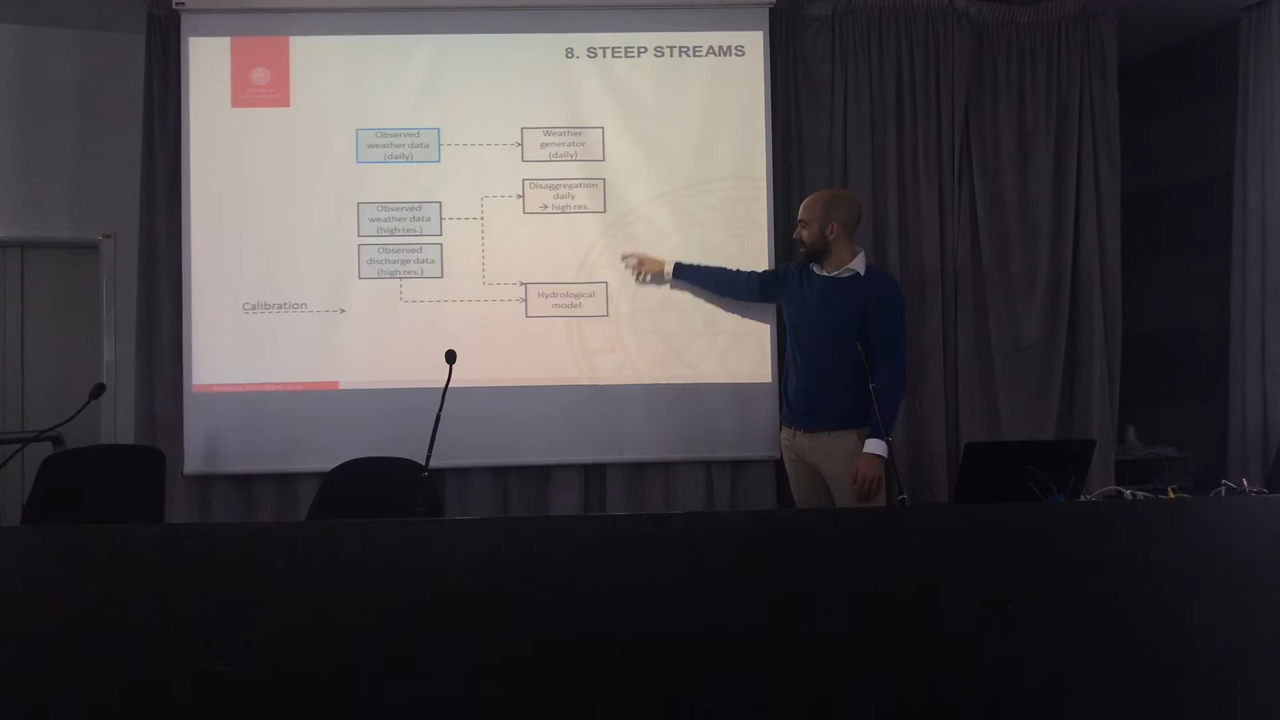 8. STEEP STREAMS
Observed
weather data
(daily)
Weather
generator
(daily)
Disaggregation
daily
→ high res.
Observed
weather data
(high res.)
Observed
discharge data
(high res.)
Hydrological
model
Calibration